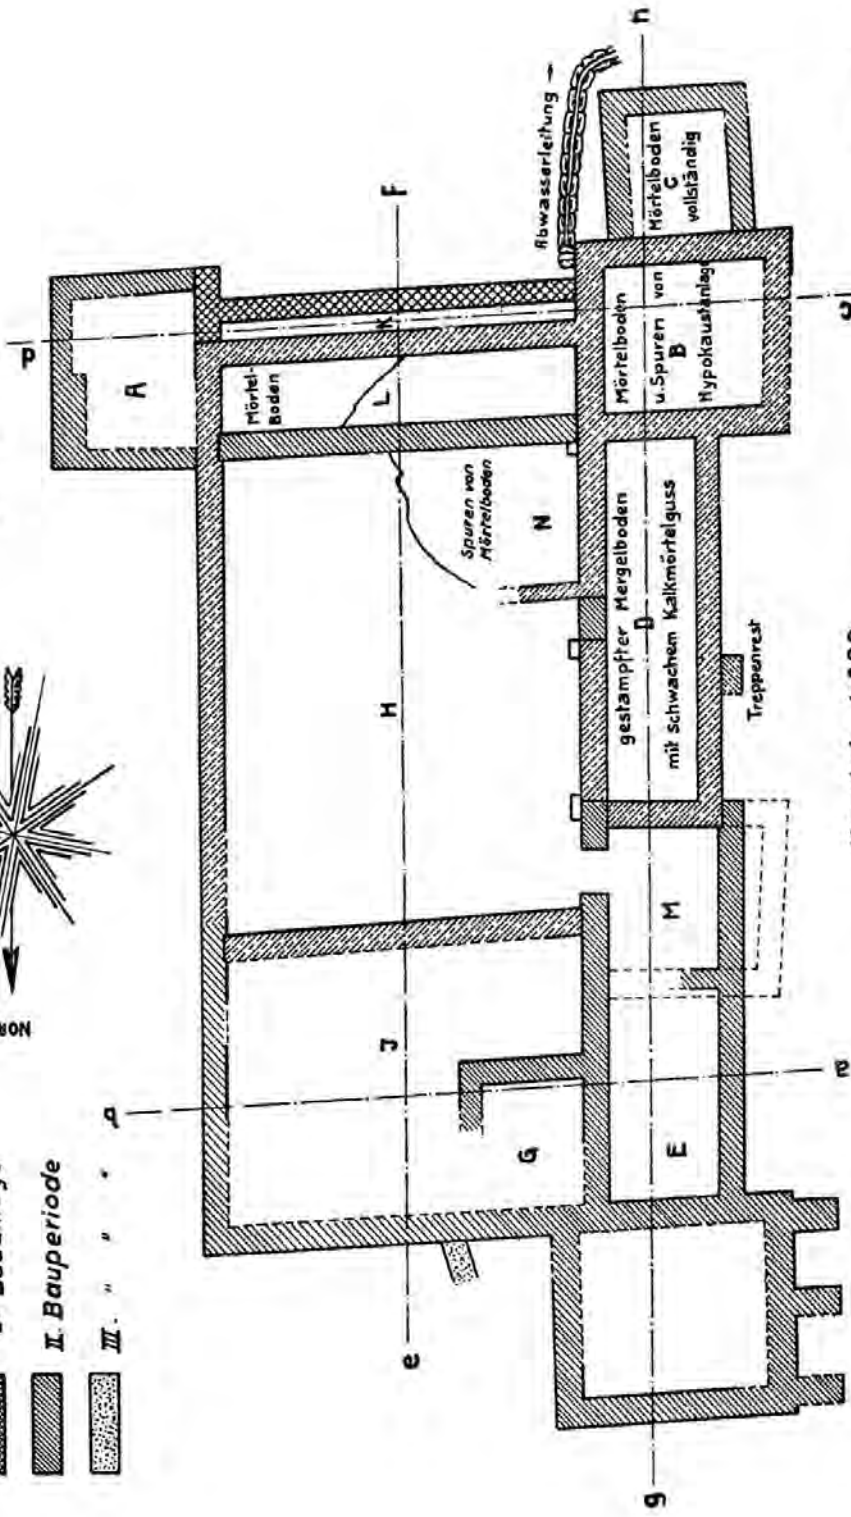 II. Bauperiode
III. " " "
A
Mörtel-
Boden
L
K
F
Abwasserleitung →
h
Mörtelboden
C
vollständig
Mörtelboden
u. Spuren von
B
Hypokaustanlage
Spuren von
Mörtelboden
N
H
gestampfter Mergelboden
D
mit schwachem Kalkmörtelguss
Treppenrest
M
J
G
E
e
g